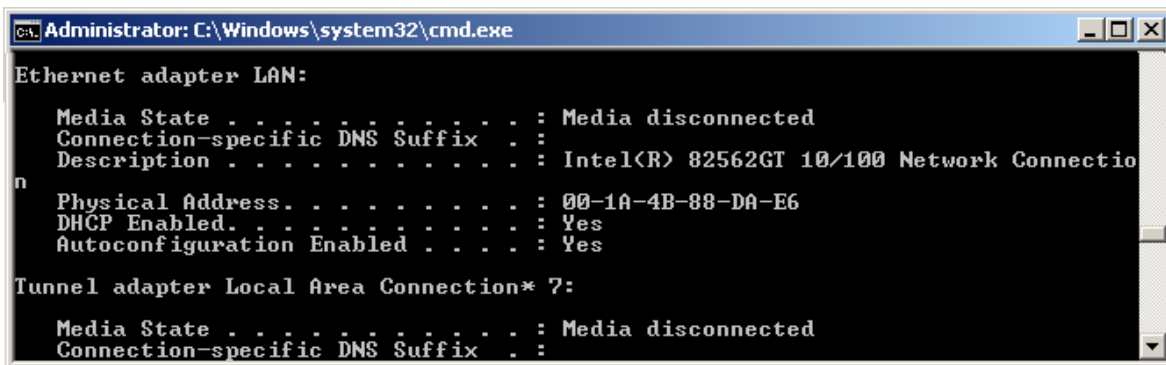 Administrator: C:\Windows\system32\cmd.exe
Ethernet adapter LAN:
Media State . . . . . . . . . . . : Media disconnected
Connection-specific DNS Suffix  . :
Description . . . . . . . . . . . : Intel(R) 82562GT 10/100 Network Connectio
n
Physical Address. . . . . . . . . : 00-1A-4B-88-DA-E6
DHCP Enabled. . . . . . . . . . . : Yes
Autoconfiguration Enabled . . . . : Yes
Tunnel adapter Local Area Connection* 7:
Media State . . . . . . . . . . . : Media disconnected
Connection-specific DNS Suffix  . :